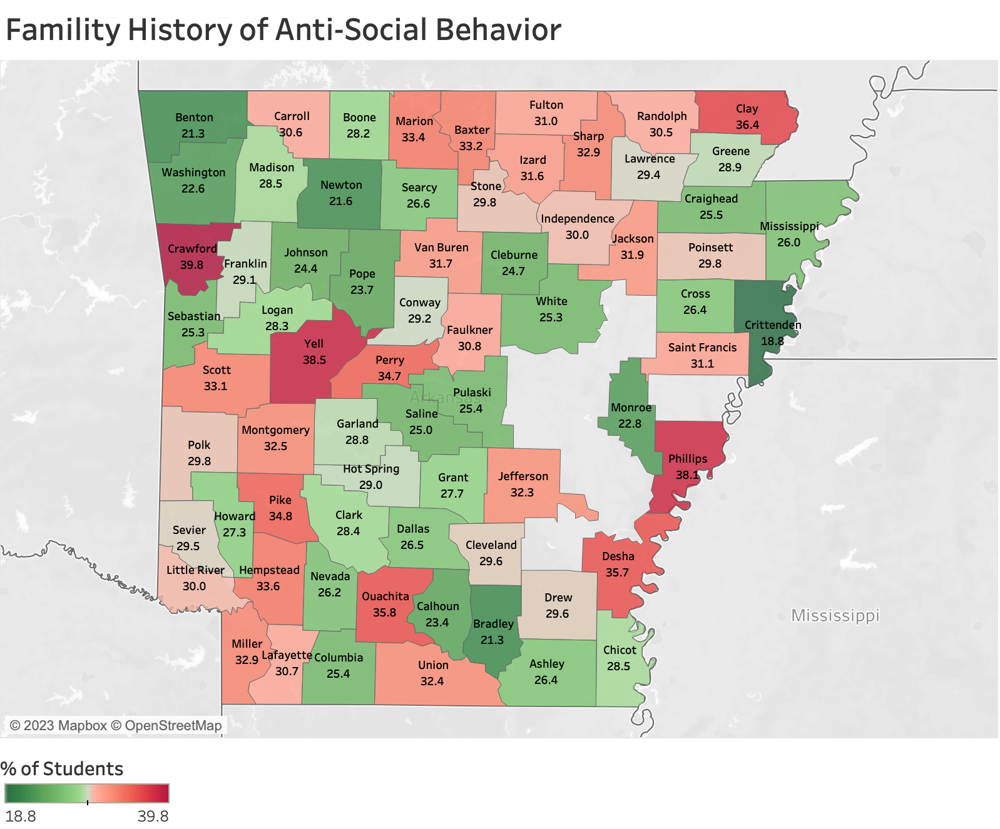 Famility History of Anti-Social Behavior
Benton
21.3
Carroll
30.6
Boone
28.2
Marion
33.4
Baxter
33.2
Fulton
31.0
Sharp
32.9
Randolph
30.5
Clay
36.4
Washington
22.6
Madison
28.5
Newton
21.6
Searcy
26.6
Stone
29.8
Izard
31.6
Lawrence
29.4
Greene
28.9
Craighead
25.5
Mississippi
26.0
Independence
30.0
Jackson
31.9
Poinsett
29.8
Crawford
39.8
Franklin
29.1
Johnson
24.4
Pope
23.7
Van Buren
31.7
Cleburne
24.7
Cross
26.4
Crittenden
18.8
Sebastian
25.3
Logan
28.3
Conway
29.2
White
25.3
Faulkner
30.8
Yell
38.5
Saint Francis
31.1
Scott
33.1
Perry
34.7
Arkansas
Pulaski
25.4
Saline
25.0
Monroe
22.8
Garland
28.8
Montgomery
32.5
Polk
29.8
Phillips
38.1
Hot Spring
29.0
Grant
27.7
Jefferson
32.3
Pike
34.8
Howard
27.3
Clark
28.4
Sevier
29.5
Dallas
26.5
Cleveland
29.6
Desha
35.7
Little River
30.0
Hempstead
33.6
Nevada
26.2
Ouachita
35.8
Calhoun
23.4
Bradley
21.3
Drew
29.6
Mississippi
Miller
32.9
Lafayette
30.7
Columbia
25.4
Union
32.4
Ashley
26.4
Chicot
28.5
© 2023 Mapbox © OpenStreetMap
% of Students
18.8
39.8